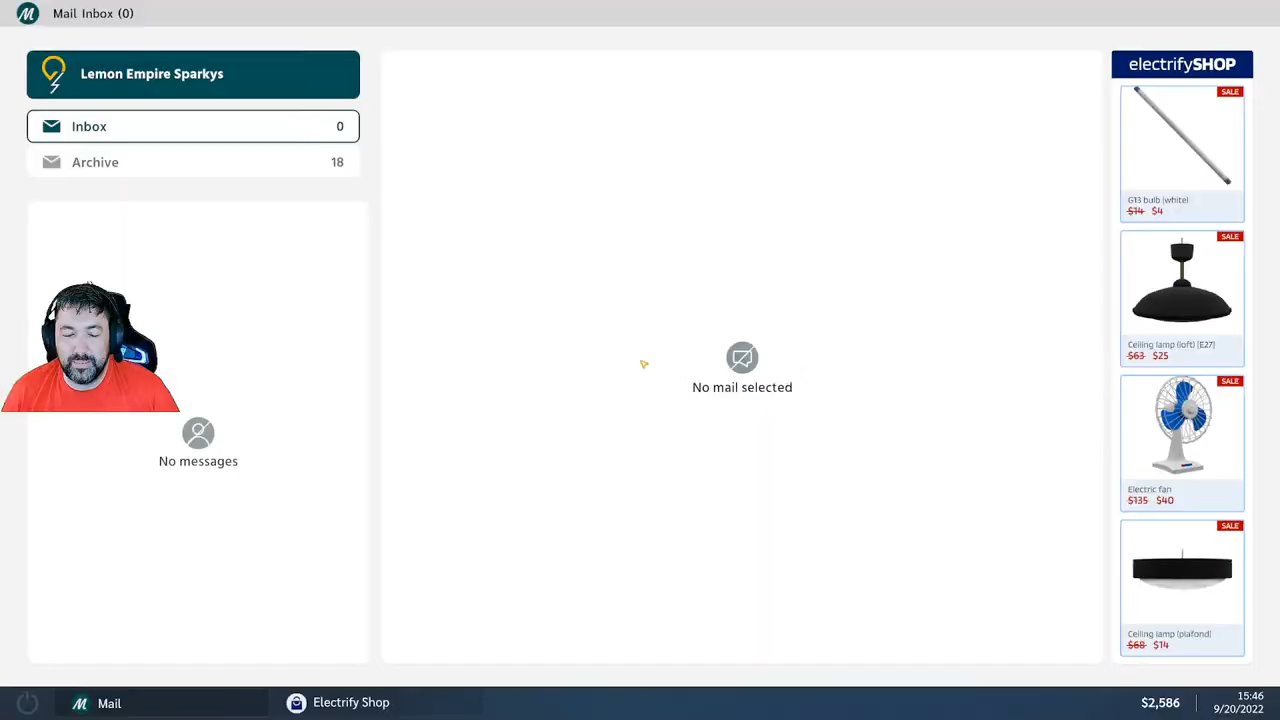 Mail Inbox (0)
Lemon Empire Sparkys
Inbox 0
Archive 18
No messages
No mail selected
electrifySHOP
SALE
G13 bulb (white)
$14 $4
SALE
Ceiling lamp (loft) [E27]
$63 $25
SALE
Electric fan
$135 $40
SALE
Ceiling lamp (plafond)
$68 $14
Mail
Electrify Shop
$2,586
15:46
9/20/2022